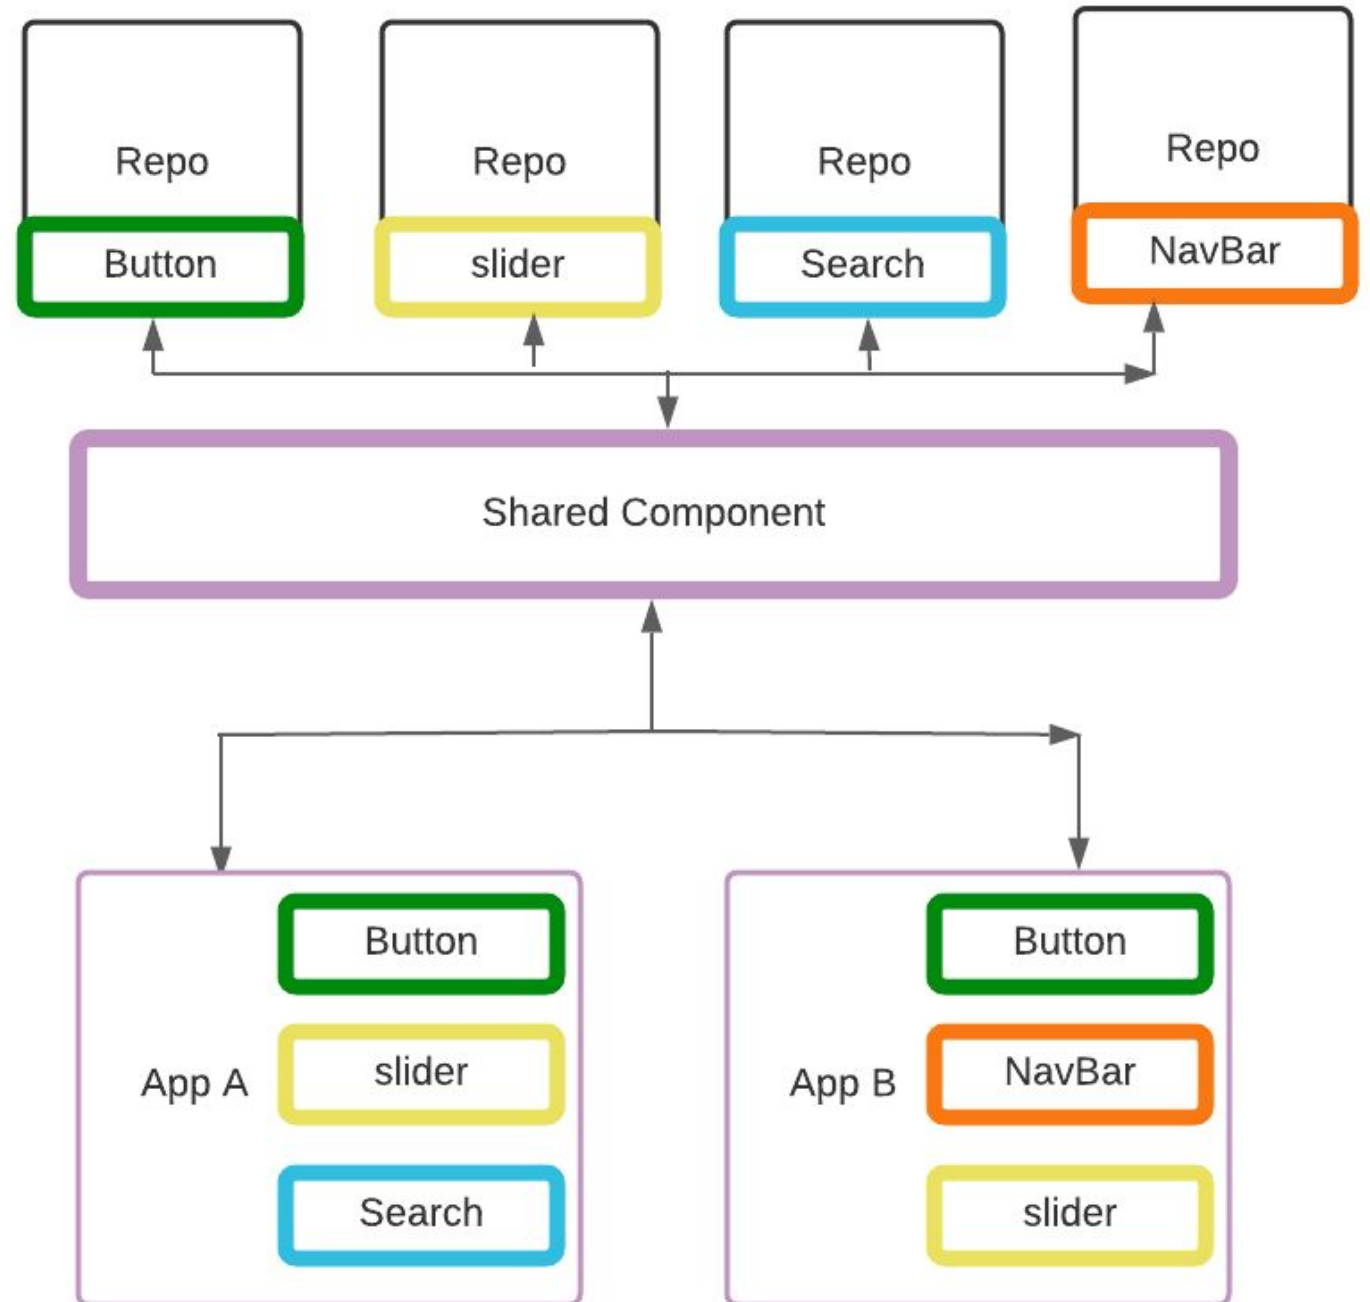 Repo
Repo
Repo
Repo
Button
slider
Search
NavBar
Shared Component
Button
Button
slider
NavBar
App A
App B
Search
slider